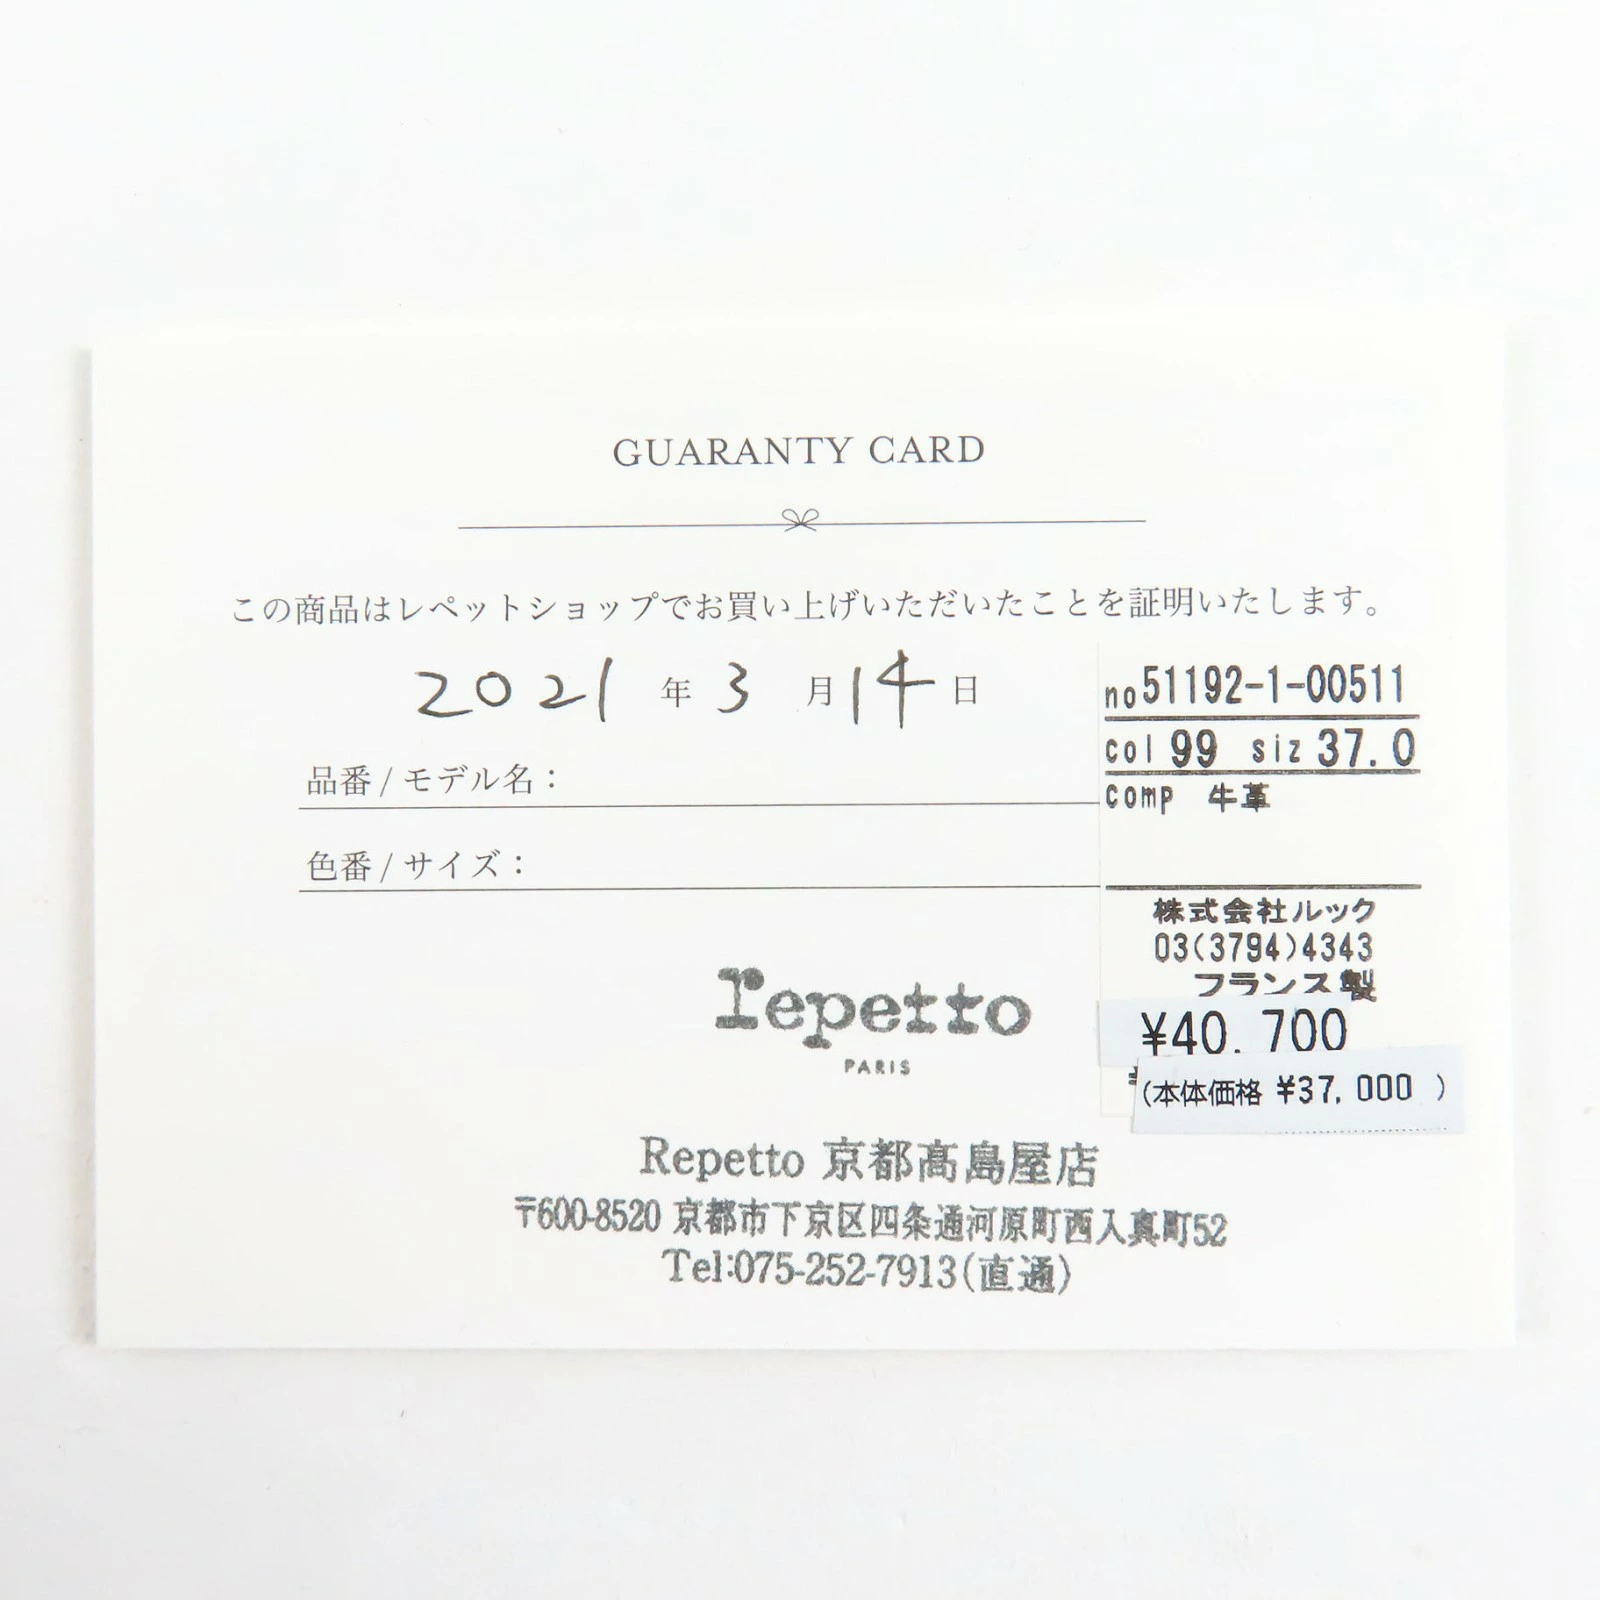 GUARANTY CARD
この商品はレペットショップでお買い上げいただいたことを証明いたします。
2021 年 3 月 14 日
品番 / モデル名：
色番 / サイズ：
no 51192-1-00511
col 99 siz 37.0
comp 牛革
株式会社ルック
03(3794)4343
フランス製
¥40,700
(本体価格 ¥37,000 )
repetto
PARIS
Repetto 京都髙島屋店
〒600-8520 京都市下京区四条通河原町西入真町52
Tel:075-252-7913(直通)